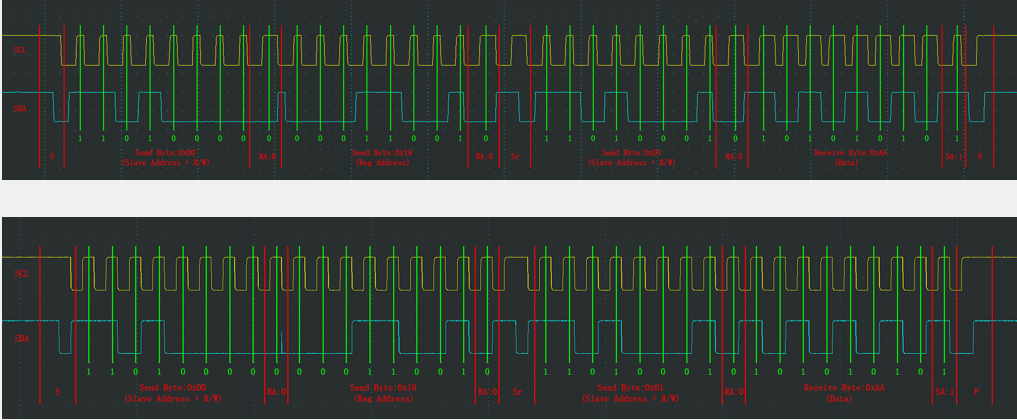 SCL
SDA
1 1 0 1 0 0 0 0 0 0 0 0 1 1 0 0 1 0 1 1 0 1 0 0 0 1 0 1 0 1 0 1 0 1 0 1
S
Send Byte:0xD0
(Slave Address + R/W)
RA:0
Send Byte:0x19
(Reg Address)
RA:0
Sr
(Slave Address + R/W)
RA:0
Receive Byte:0xAA
(Data)
SA:1
P
SCL
SDA
1 1 0 1 0 0 0 0 0 0 0 0 1 1 0 0 1 0 1 1 0 1 0 0 0 1 0 1 0 1 0 1 0 1 0 1
S
Send Byte:0xD0
(Slave Address + R/W)
RA:0
Send Byte:0x19
(Reg Address)
RA:0
Sr
Send Byte:0xD1
(Slave Address + R/W)
RA:0
Receive Byte:0xAA
(Data)
SA:1
P